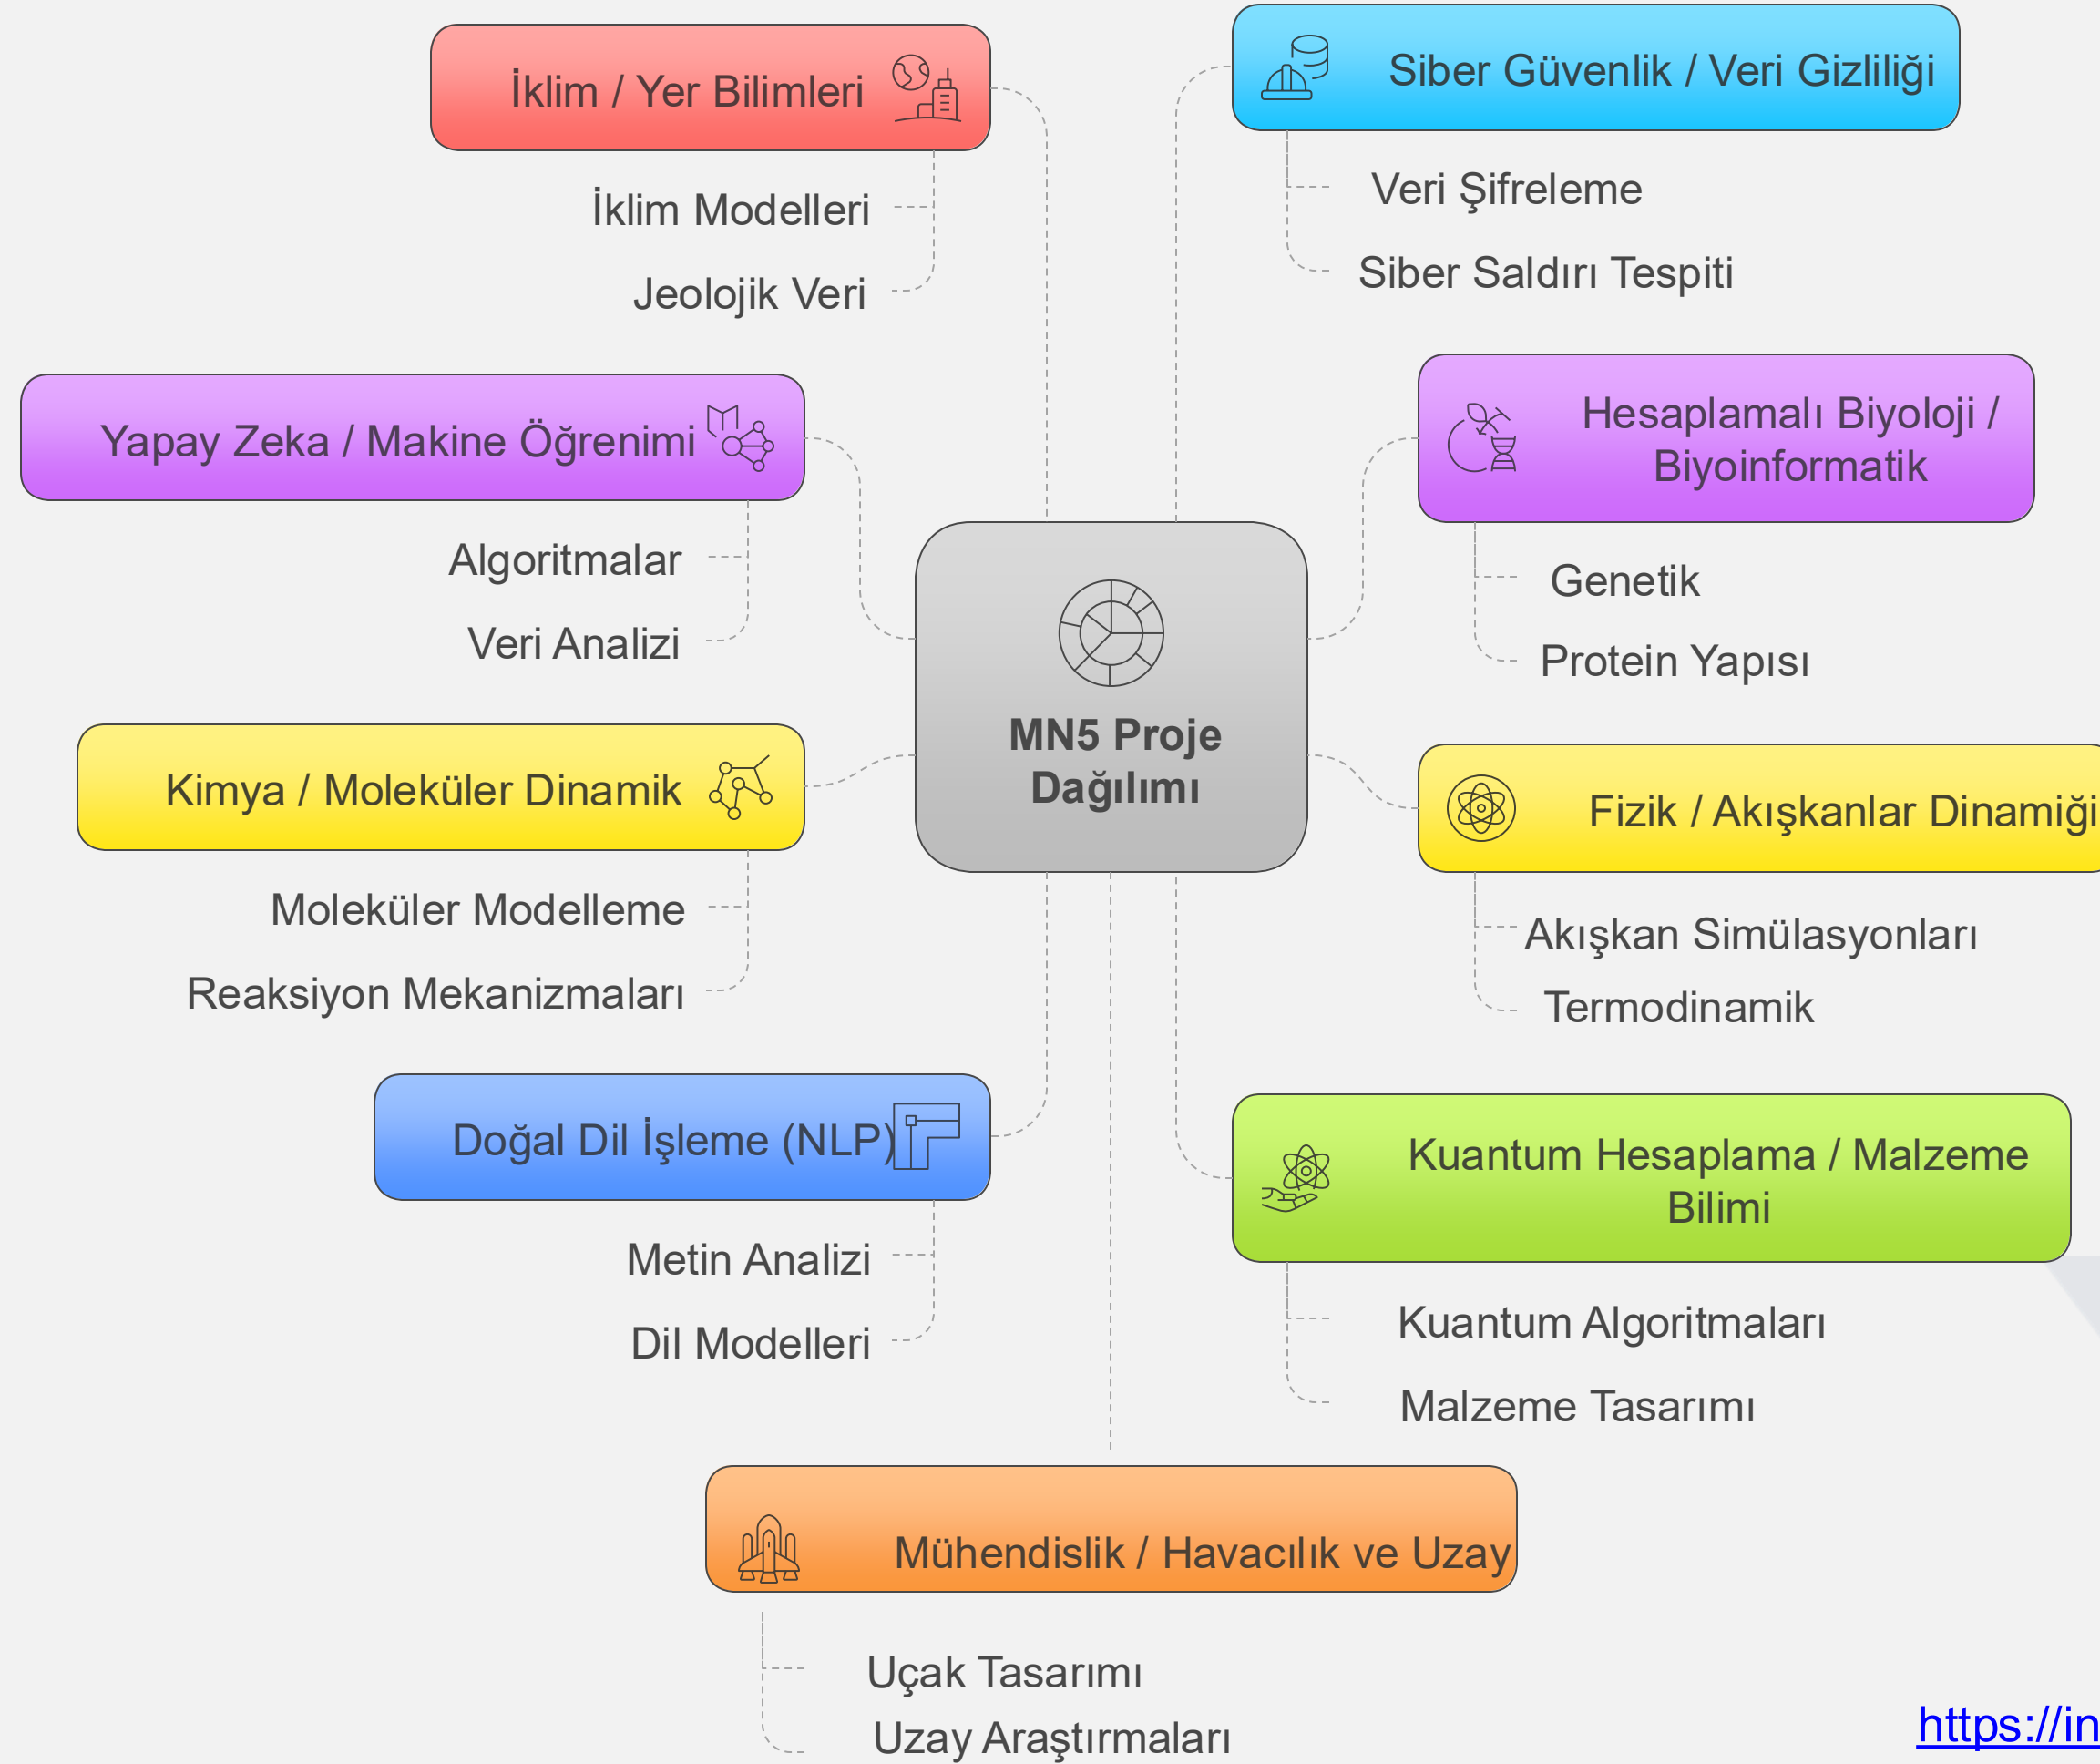 İklim / Yer Bilimleri
İklim Modelleri
Jeolojik Veri
Siber Güvenlik / Veri Gizliliği
Veri Şifreleme
Siber Saldırı Tespiti
Yapay Zeka / Makine Öğrenimi
Algoritmalar
Veri Analizi
Hesaplamalı Biyoloji /
Biyoinformatik
Genetik
Protein Yapısı
MN5 Proje
Dağılımı
Kimya / Moleküler Dinamik
Moleküler Modelleme
Reaksiyon Mekanizmaları
Fizik / Akışkanlar Dinamiği
Akışkan Simülasyonları
Termodinamik
Doğal Dil İşleme (NLP)
Metin Analizi
Dil Modelleri
Kuantum Hesaplama / Malzeme
Bilimi
Kuantum Algoritmaları
Malzeme Tasarımı
Mühendislik / Havacılık ve Uzay
Uçak Tasarımı
Uzay Araştırmaları
https://in